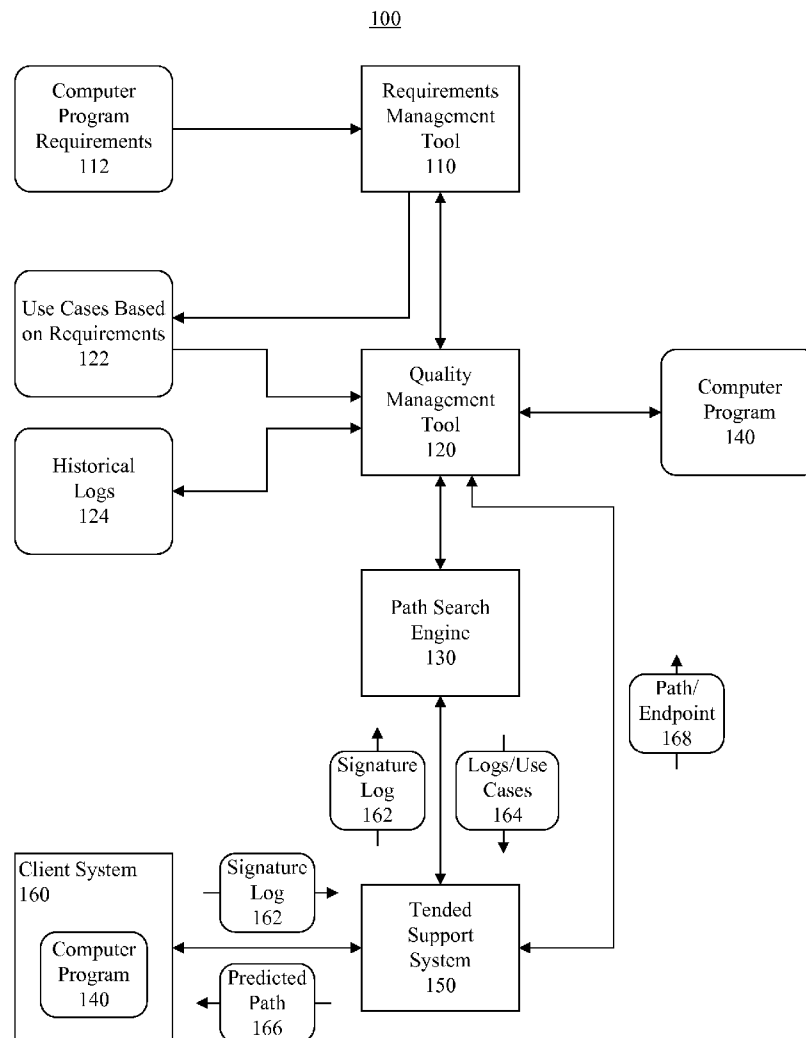 100
Computer
Program
Requirements
112
Requirements
Management
Tool
110
Use Cases Based
on Requirements
122
Quality
Management
Tool
120
Computer
Program
140
Historical
Logs
124
Path Search
Engine
130
Path/
Endpoint
168
Signature
Log
162
Logs/Use
Cases
164
Client System
160
Computer
Program
140
Signature
Log
162
Predicted
Path
166
Tended
Support
System
150